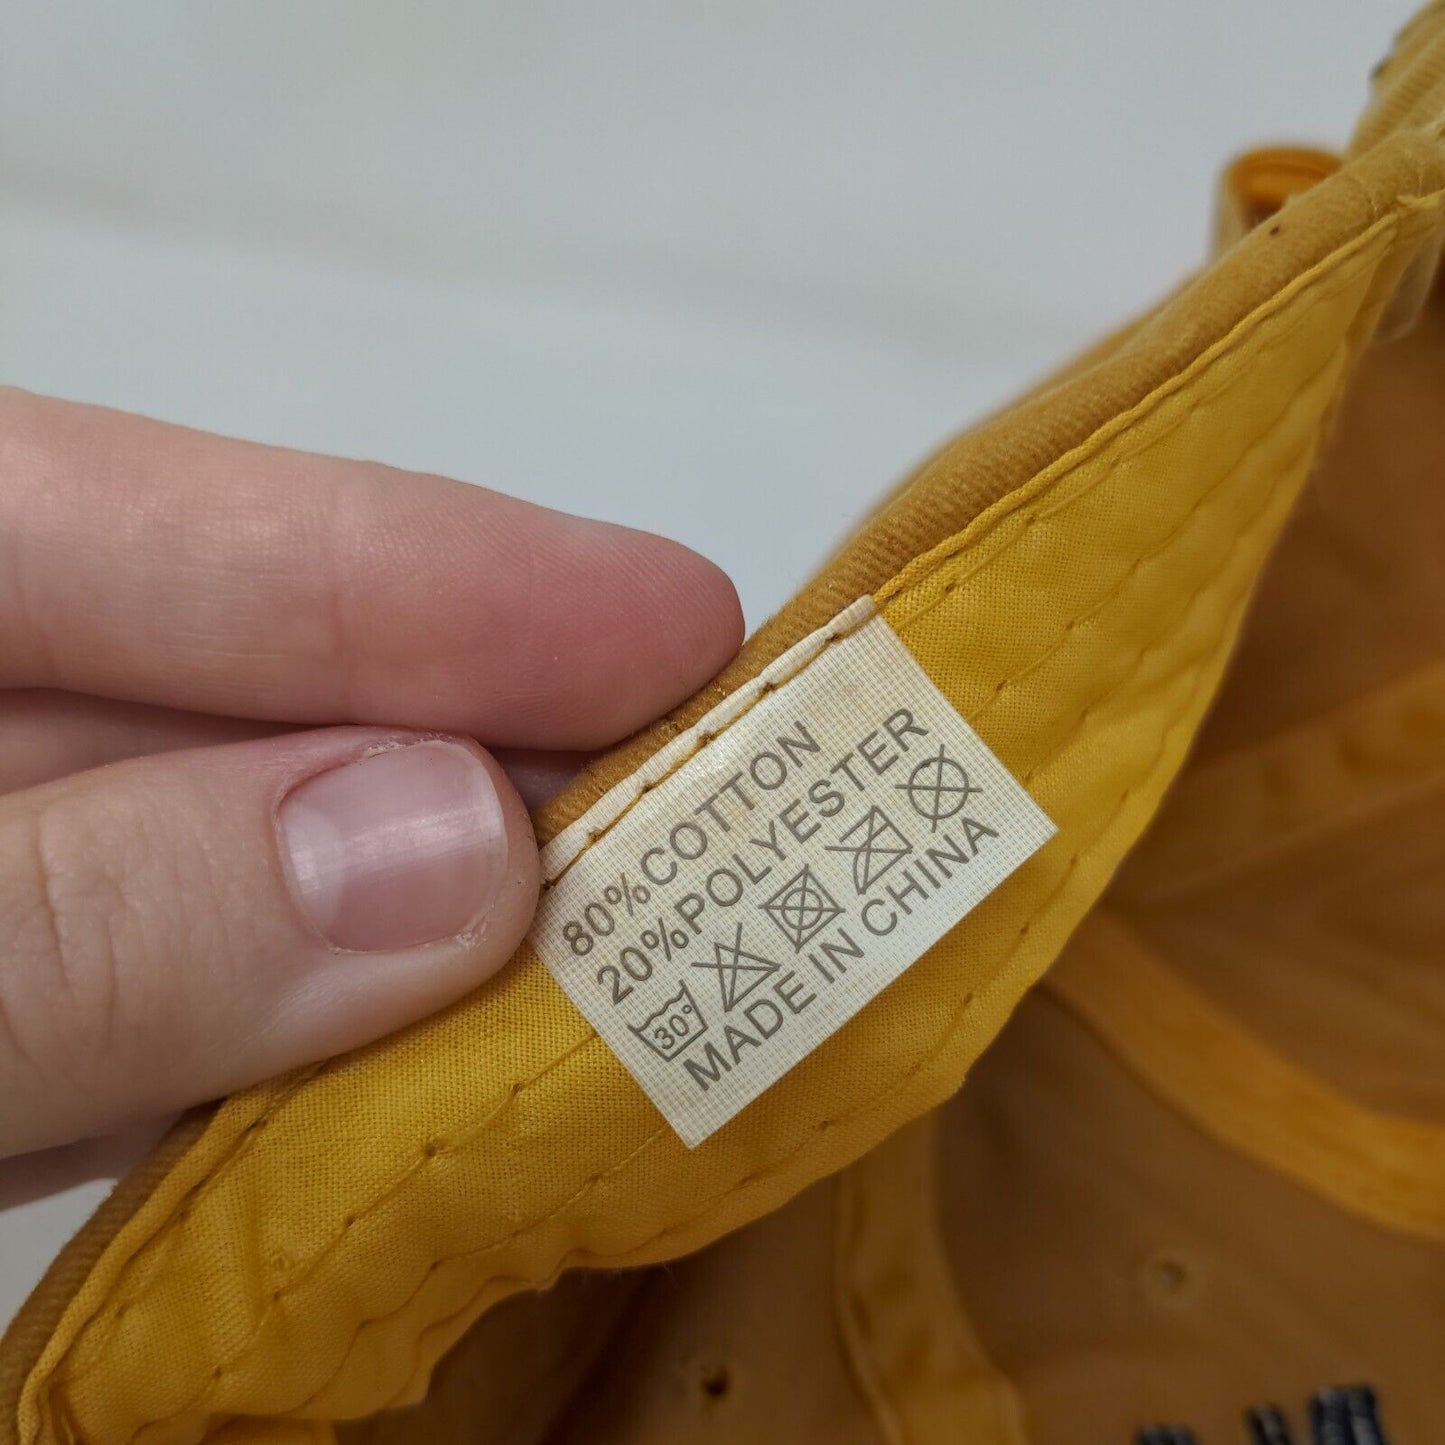 80%COTTON
20%POLYESTER
30°
MADE IN CHINA